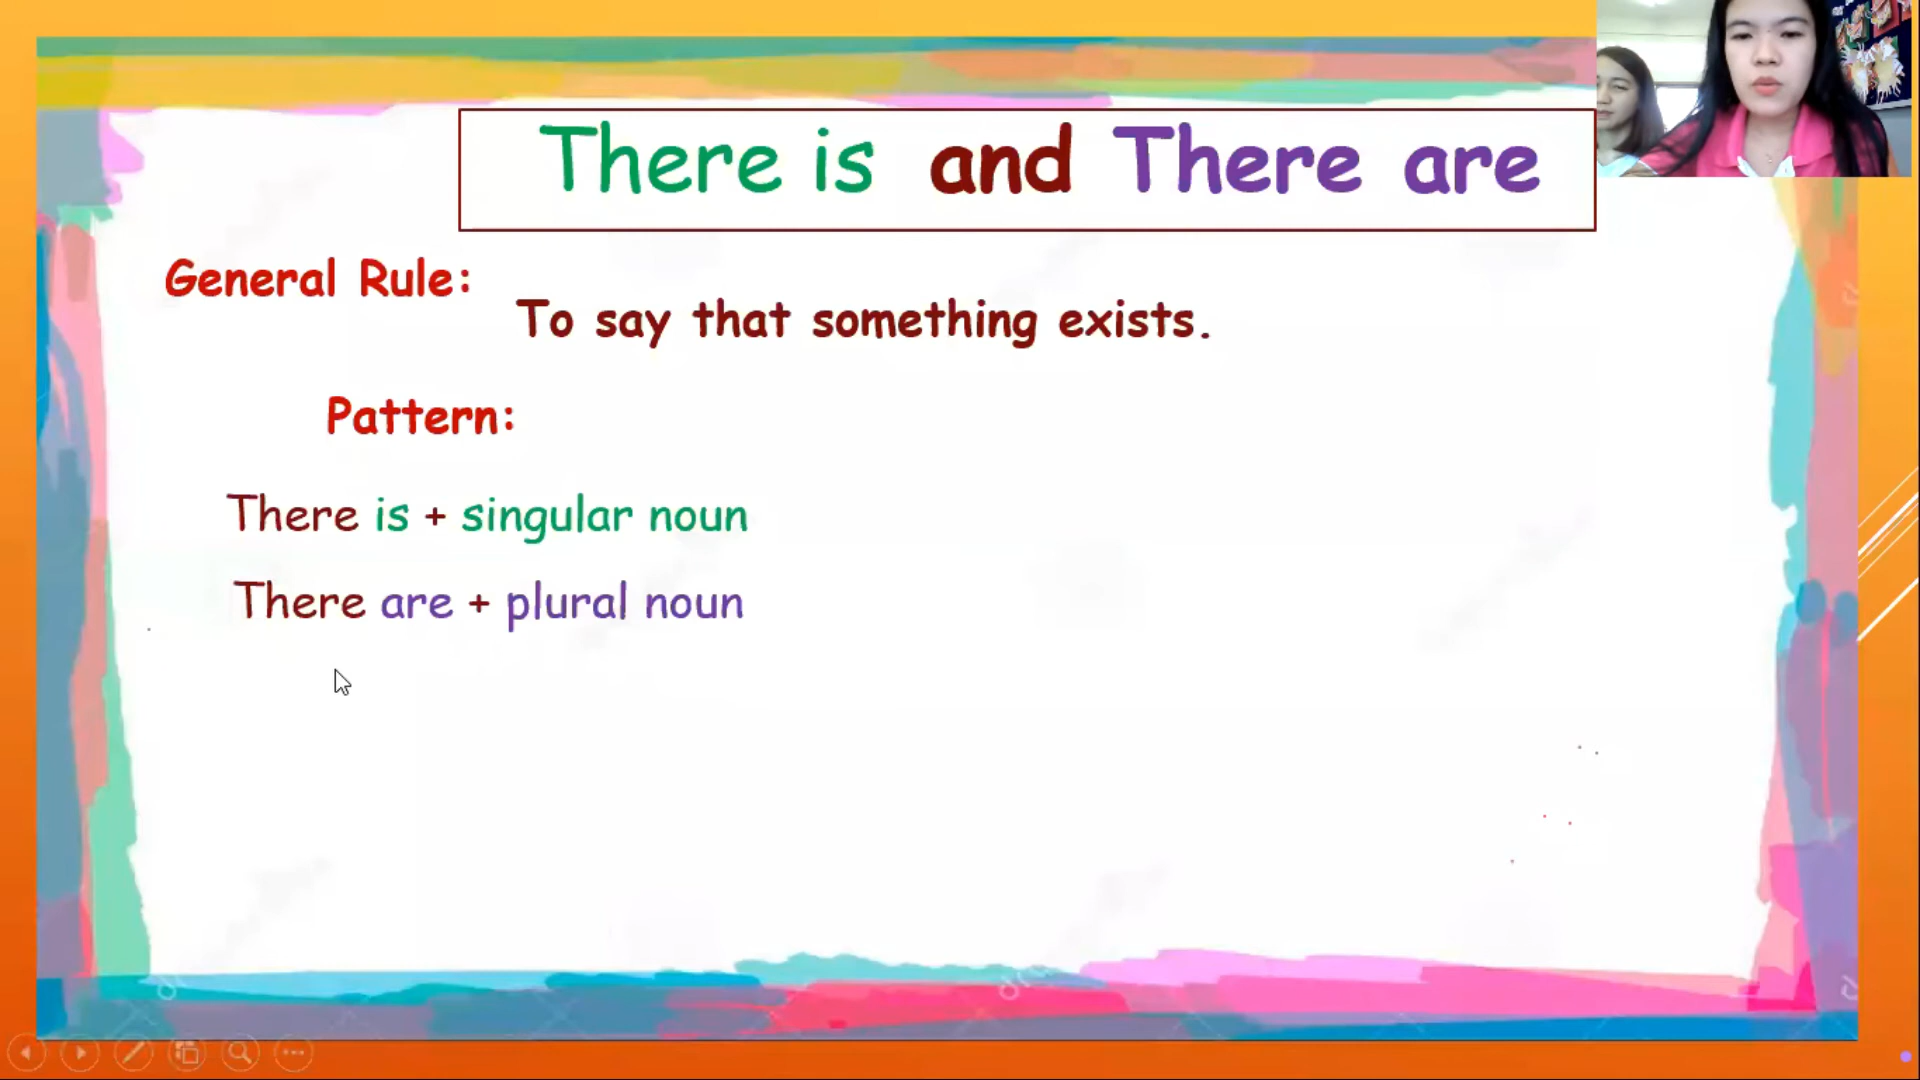 There is and There are
General Rule:
To say that something exists.
Pattern:
There is + singular noun
There are + plural noun